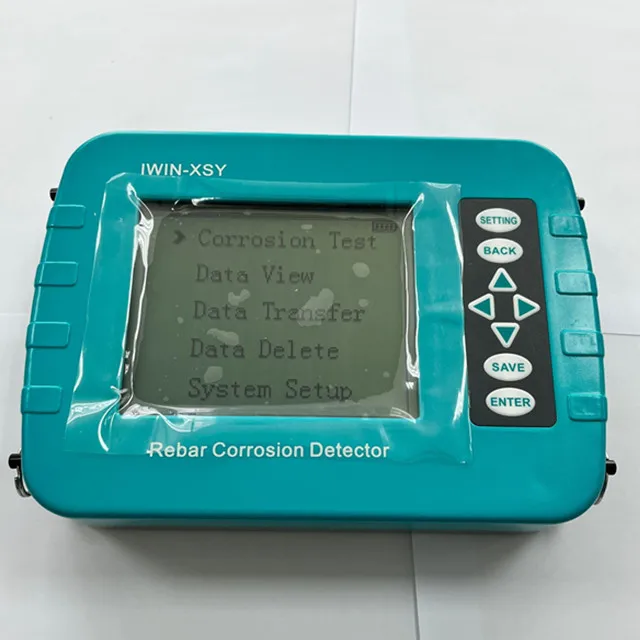 IWIN-XSY
Corrosion Test
Data View
Data Transfer
Data Delete
System Setup
Rebar Corrosion Detector
SETTING
BACK
SAVE
ENTER